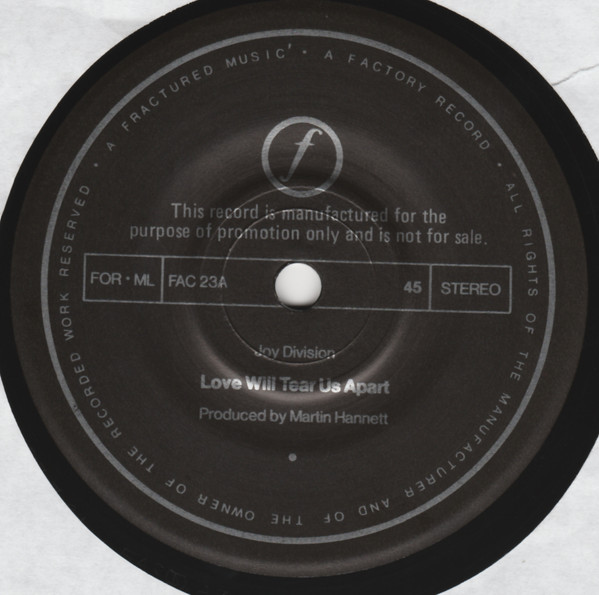 A FRACTURED MUSIC' • A FACTORY RECORD • ALL RIGHTS OF THE MANUFACTURER AND OF THE OWNER OF THE RECORDED WORK RESERVED •
f
This record is manufactured for the
purpose of promotion only and is not for sale.
FOR • ML FAC 23A 45 STEREO
Joy Division
Love Will Tear Us Apart
Produced by Martin Hannett